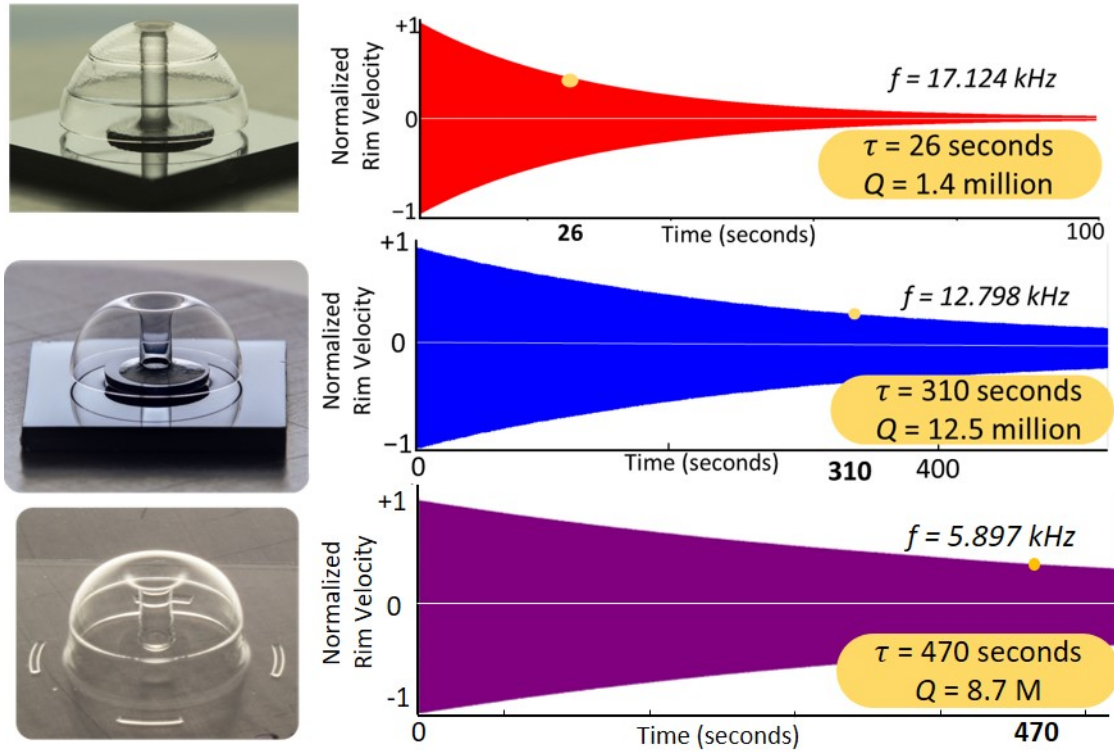 +1
Normalized
Rim Velocity
0
−1
f = 17.124 kHz
τ = 26 seconds
Q = 1.4 million
26
Time (seconds)
100
+1
Normalized
Rim Velocity
0
−1
f = 12.798 kHz
τ = 310 seconds
Q = 12.5 million
0
Time (seconds)
310
400
+1
Normalized
Rim Velocity
0
-1
f = 5.897 kHz
τ = 470 seconds
Q = 8.7 M
0
Time (seconds)
470